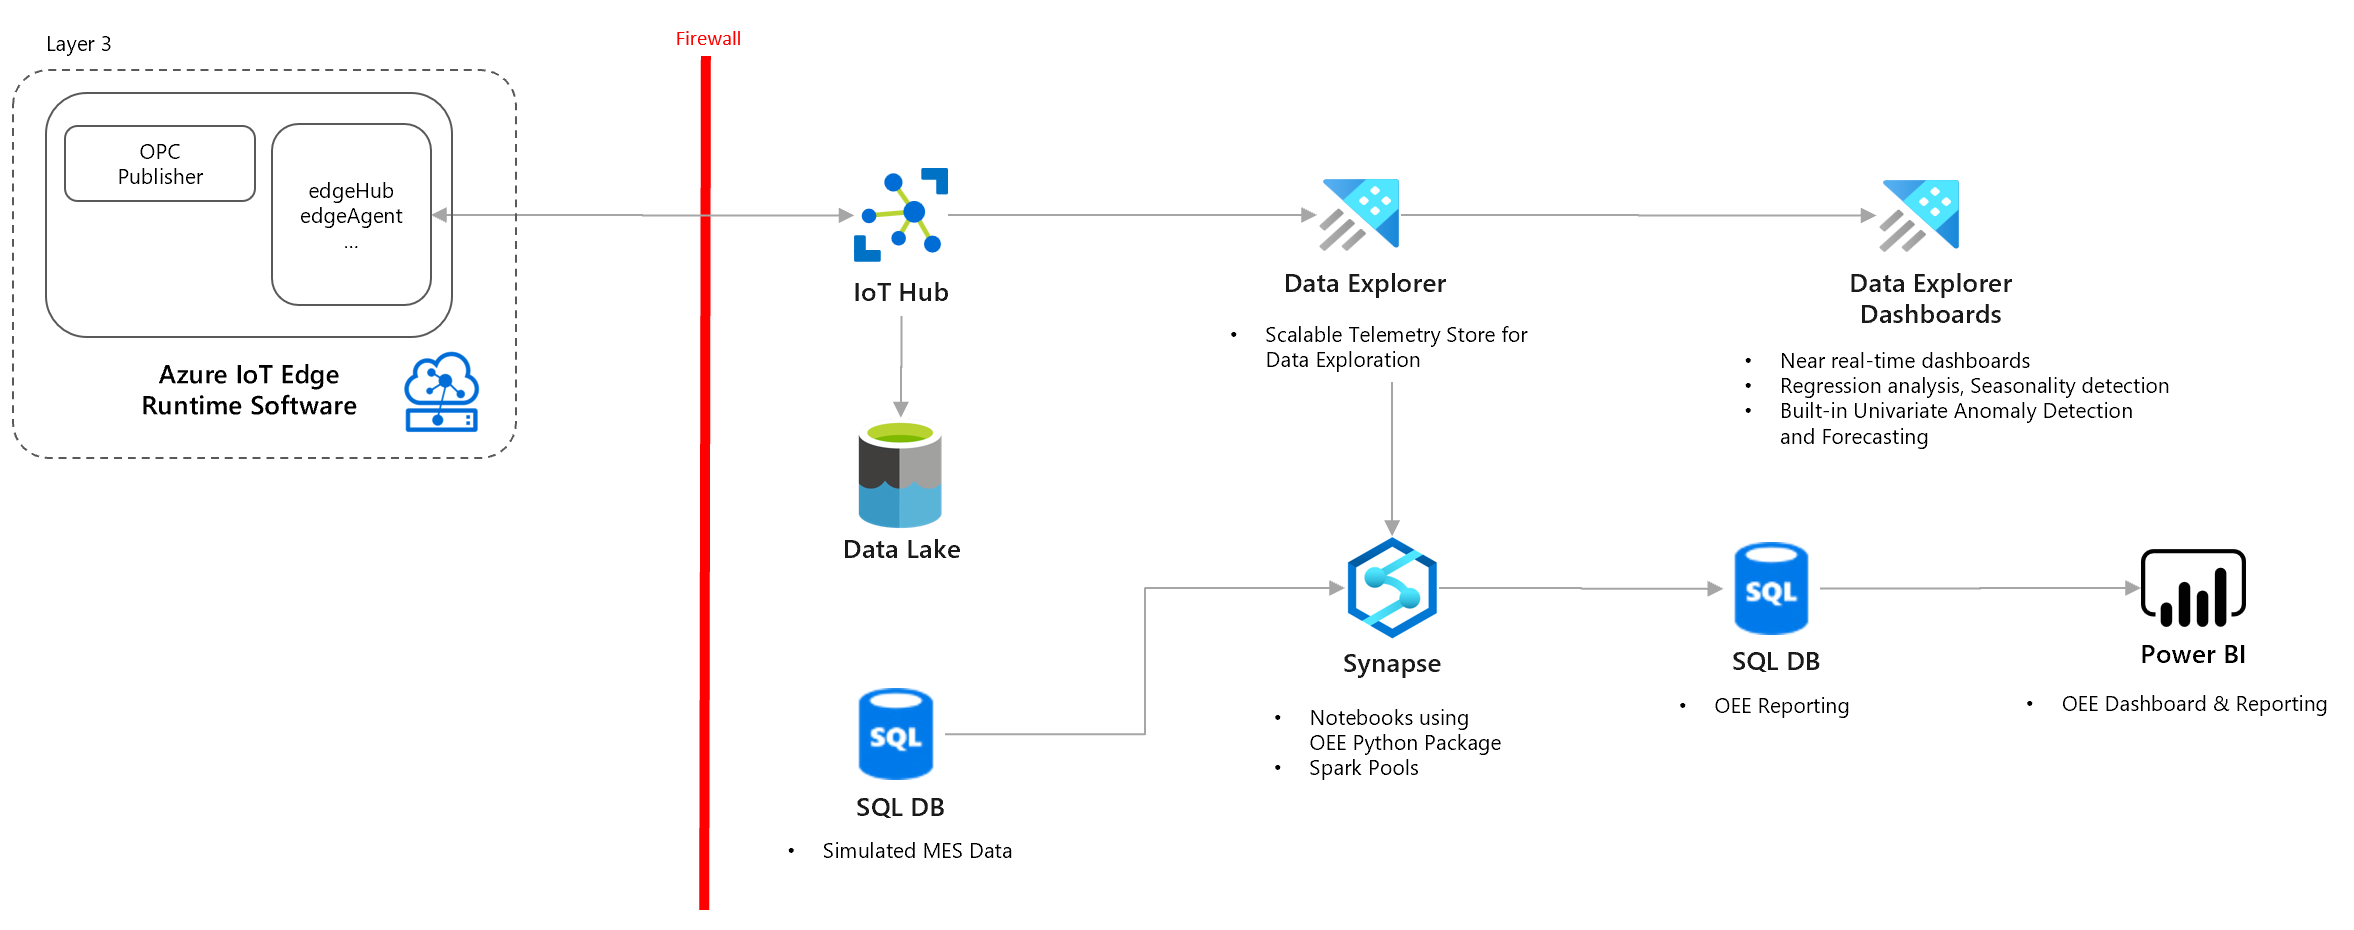 Layer 3
Firewall
OPC
Publisher
edgeHub
edgeAgent
...
Azure IoT Edge
Runtime Software
IoT Hub
Data Explorer
• Scalable Telemetry Store for
Data Exploration
Data Explorer
Dashboards
• Near real-time dashboards
• Regression analysis, Seasonality detection
• Built-in Univariate Anomaly Detection
and Forecasting
Data Lake
SQL
SQL DB
• Simulated MES Data
Synapse
• Notebooks using
OEE Python Package
• Spark Pools
SQL
SQL DB
• OEE Reporting
Power BI
• OEE Dashboard & Reporting